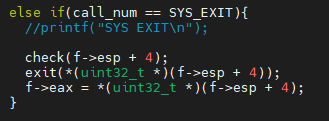 else if(call_num == SYS_EXIT){
//printf("SYS EXIT\n");
check(f->esp + 4);
exit(*(uint32_t *)(f->esp + 4));
f->eax = *(uint32_t *)(f->esp + 4);
}